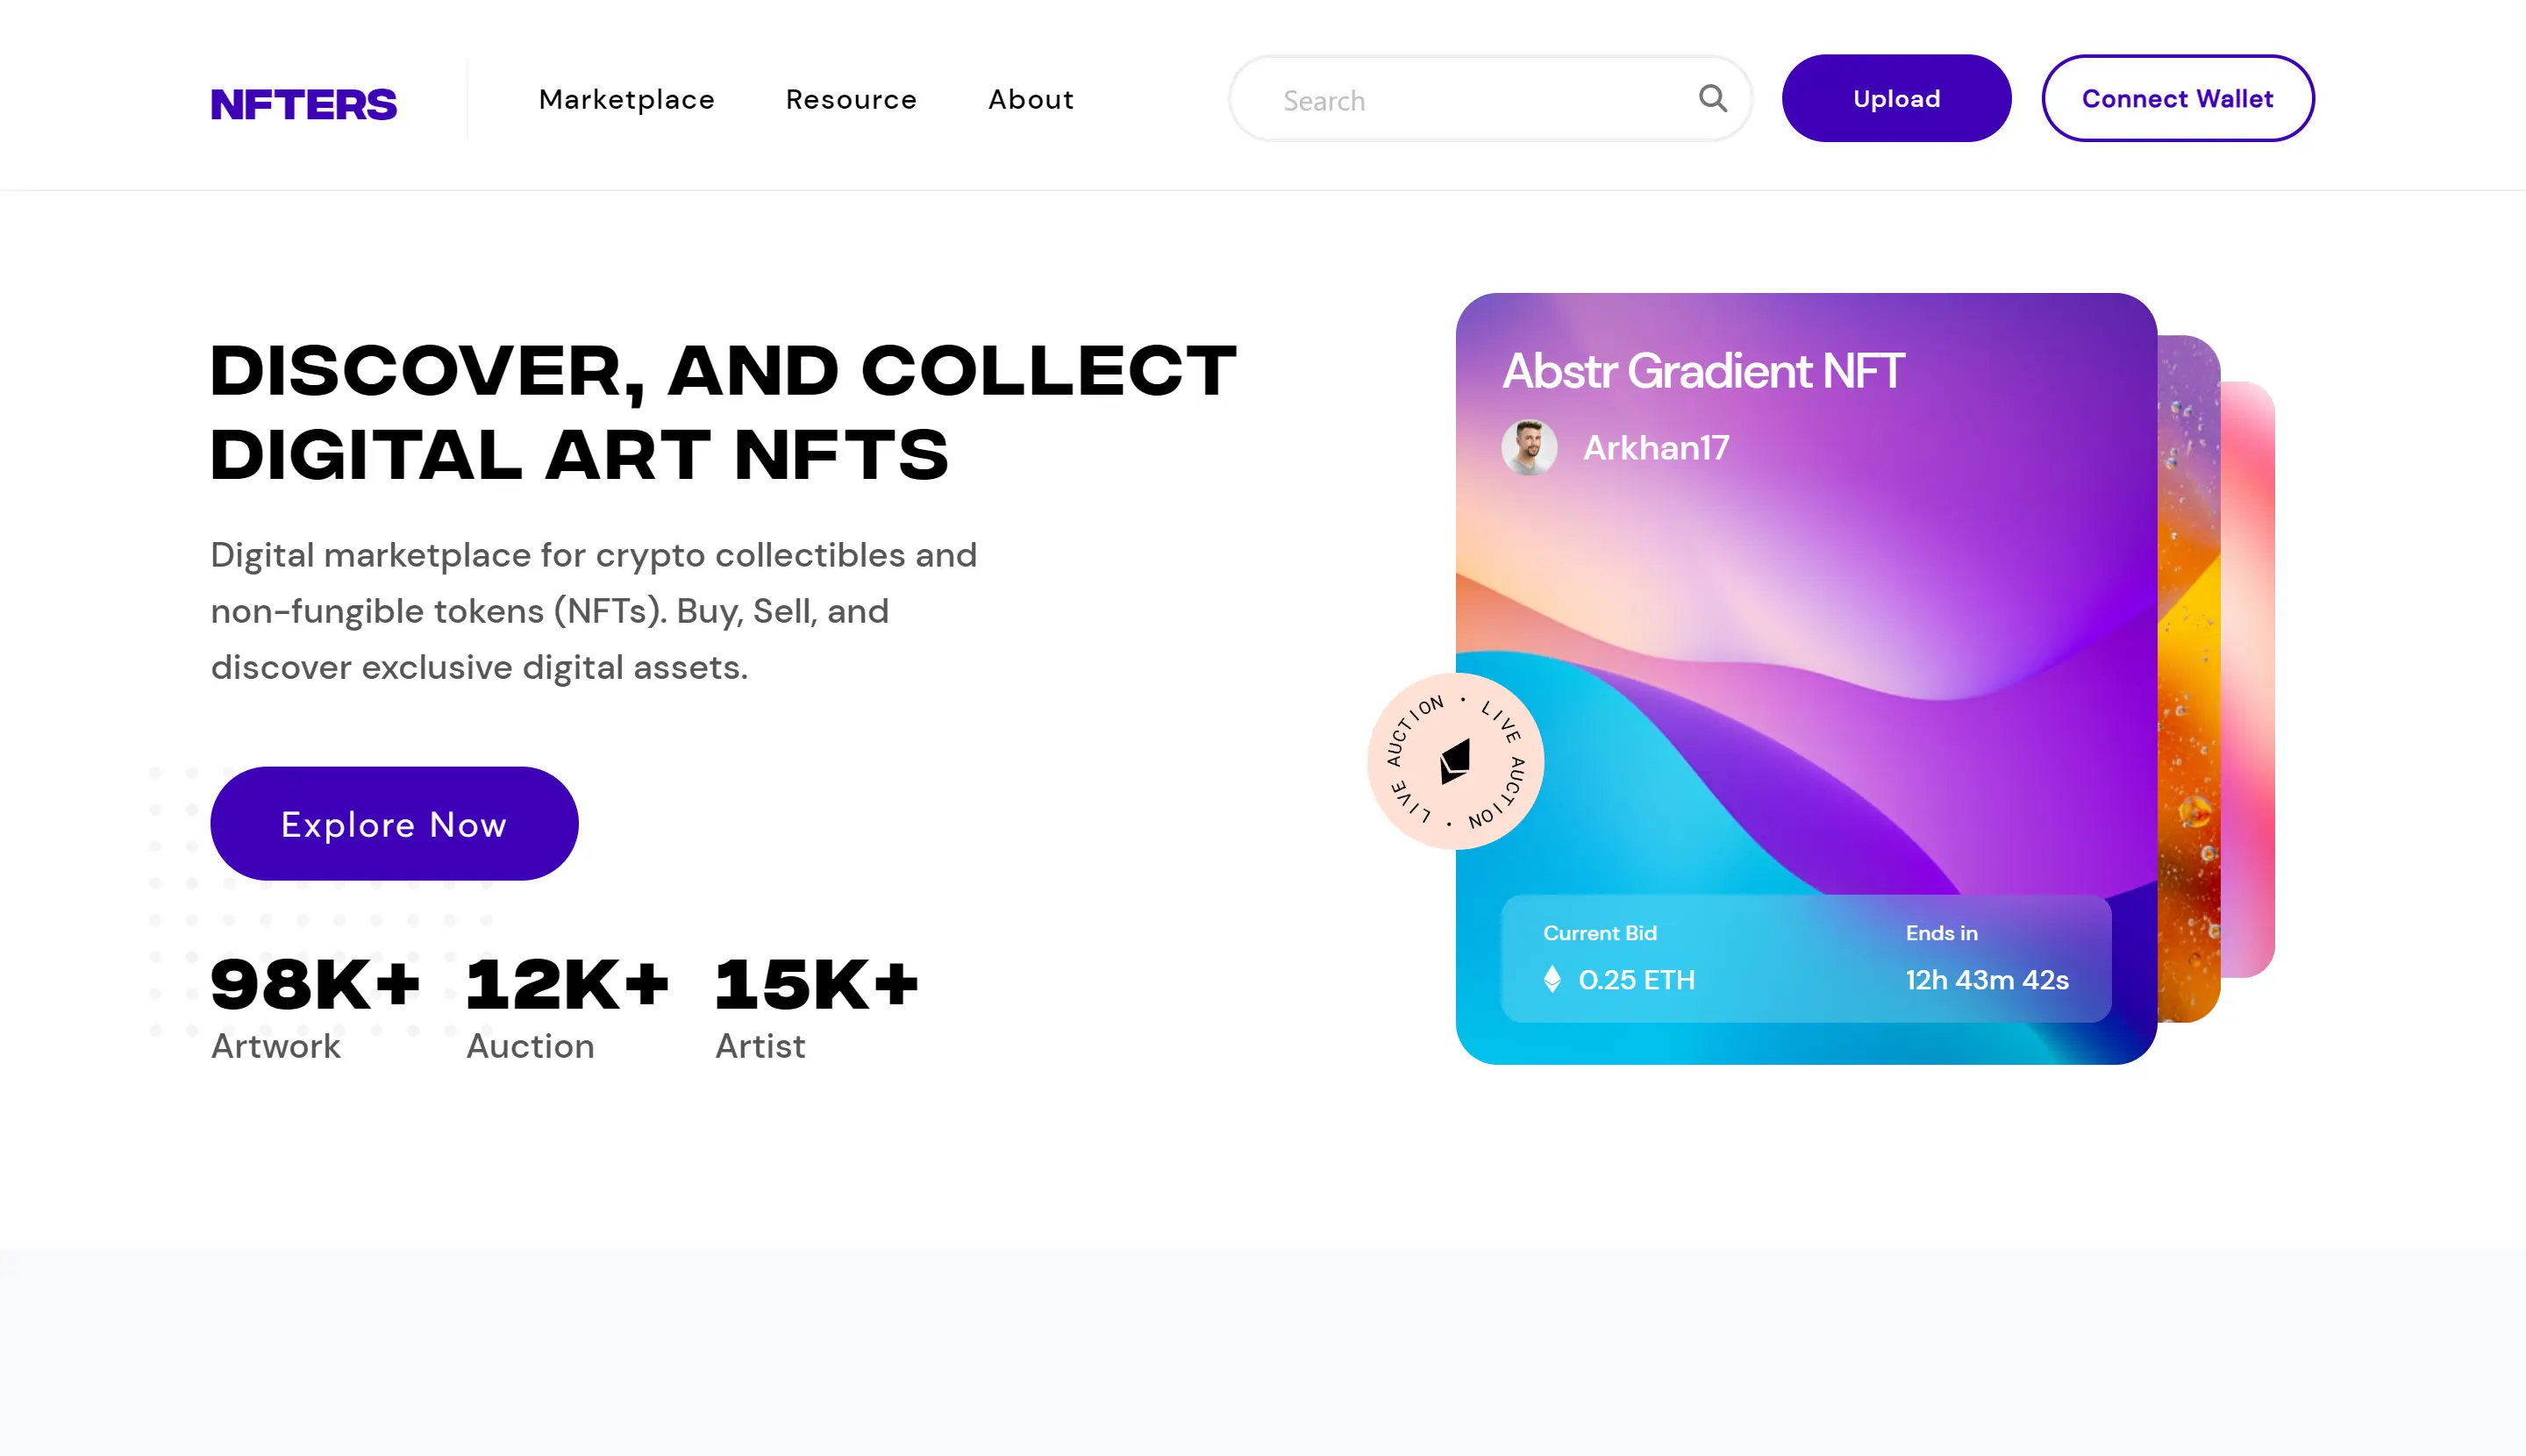 NFTERS
Marketplace
Resource
About
Search
Upload
Connect Wallet
DISCOVER, AND COLLECT
DIGITAL ART NFTS
Digital marketplace for crypto collectibles and
non-fungible tokens (NFTs). Buy, Sell, and
discover exclusive digital assets.
Explore Now
98K+
Artwork
12K+
Auction
15K+
Artist
Abstr Gradient NFT
Arkhan17
LIVE AUCTION • LIVE AUCTION •
Current Bid
0.25 ETH
Ends in
12h 43m 42s